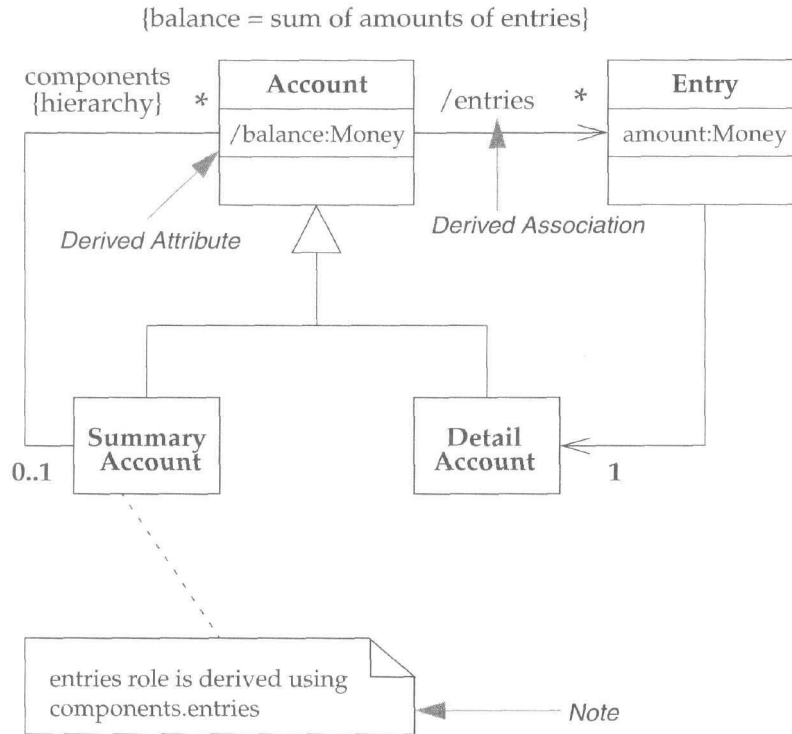 {balance = sum of amounts of entries}
components
{hierarchy}
*
Account
/balance:Money
/entries
*
Entry
amount:Money
Derived Attribute
Derived Association
Summary
Account
0..1
Detail
Account
1
entries role is derived using
components.entries
Note